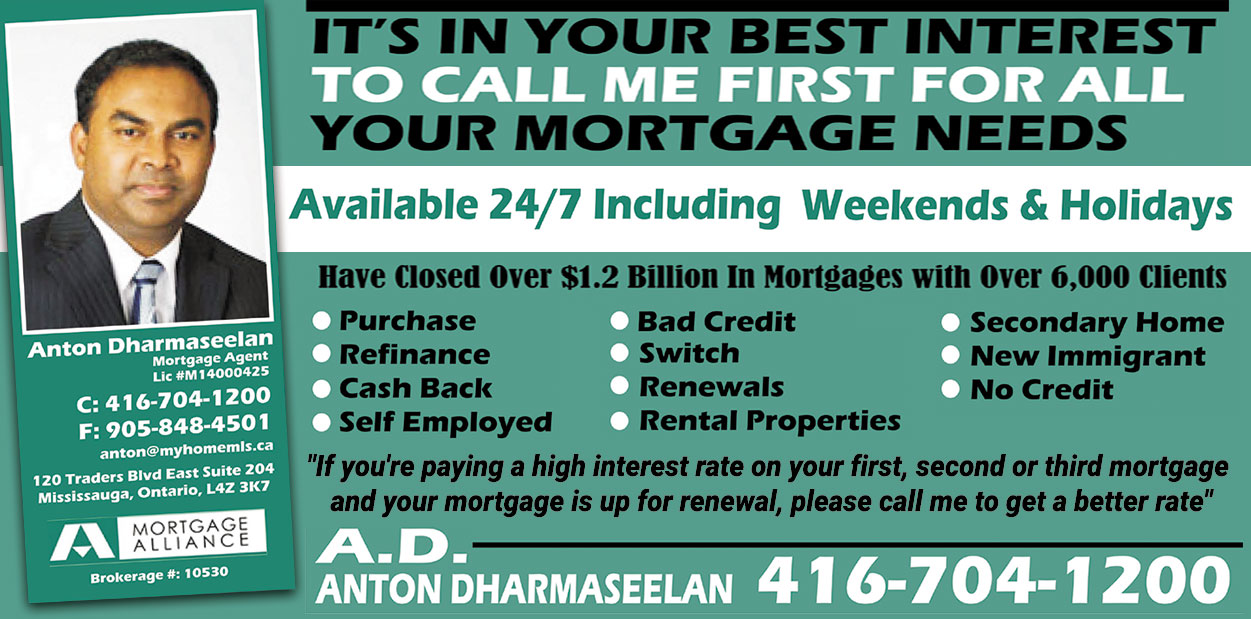 Anton Dharmaseelan
Mortgage Agent
Lic #M14000425
C: 416-704-1200
F: 905-848-4501
anton@myhomemls.ca
120 Traders Blvd East Suite 204
Mississauga, Ontario, L4Z 3K7
MORTGAGE
ALLIANCE
Brokerage #: 10530
IT'S IN YOUR BEST INTEREST
TO CALL ME FIRST FOR ALL
YOUR MORTGAGE NEEDS
Available 24/7 Including Weekends & Holidays
Have Closed Over $1.2 Billion In Mortgages with Over 6,000 Clients
Purchase
Refinance
Cash Back
Self Employed
Bad Credit
Switch
Renewals
Rental Properties
Secondary Home
New Immigrant
No Credit
"If you're paying a high interest rate on your first, second or third mortgage
and your mortgage is up for renewal, please call me to get a better rate"
A.D.
ANTON DHARMASEELAN 416-704-1200